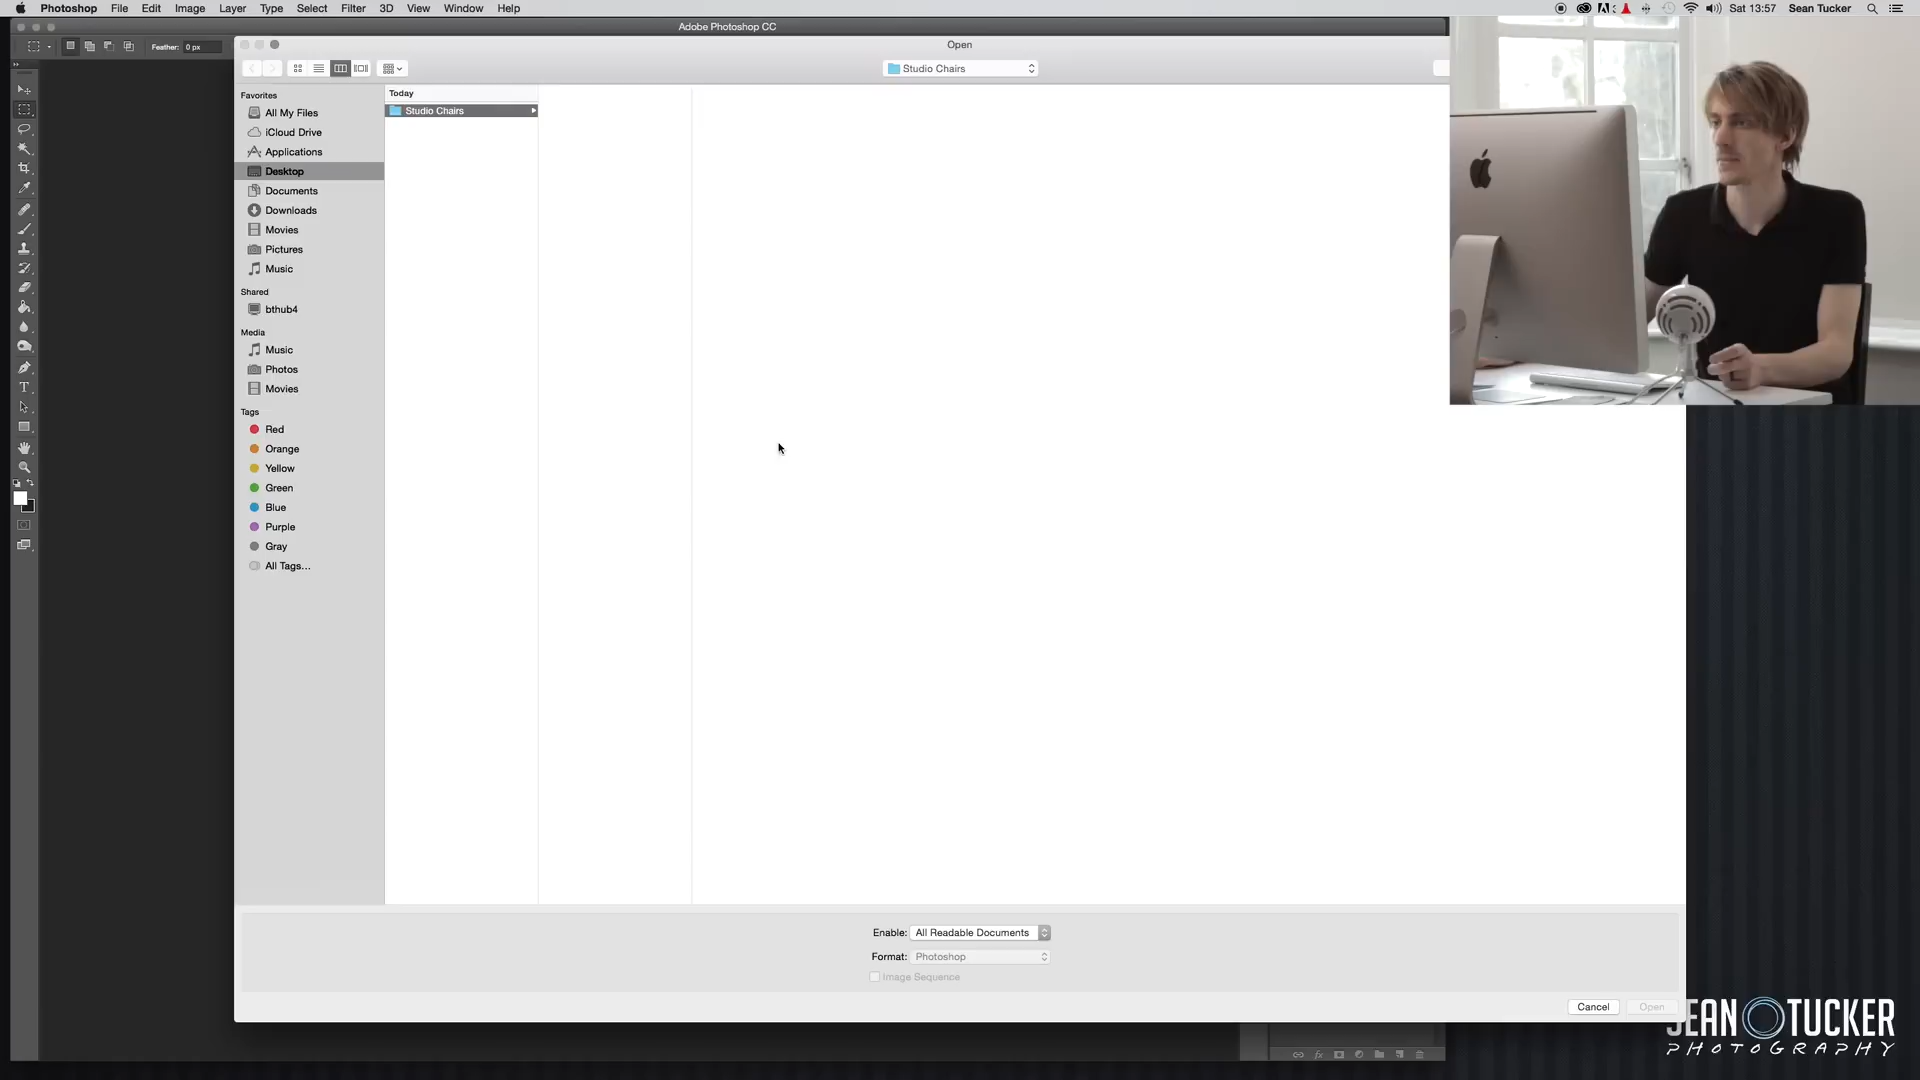 Photoshop File Edit Image Layer Type Select Filter 3D View Window Help Sat 13:57 Sean Tucker
Adobe Photoshop CC
Feather: 0 px
Open
Studio Chairs
Favorites
All My Files
iCloud Drive
Applications
Desktop
Documents
Downloads
Movies
Pictures
Music
Shared
bthub4
Media
Music
Photos
Movies
Tags
Red
Orange
Yellow
Green
Blue
Purple
Gray
All Tags...
Today
Studio Chairs
Enable: All Readable Documents
Format: Photoshop
Image Sequence
Cancel Open
SEAN TUCKER
PHOTOGRAPHY